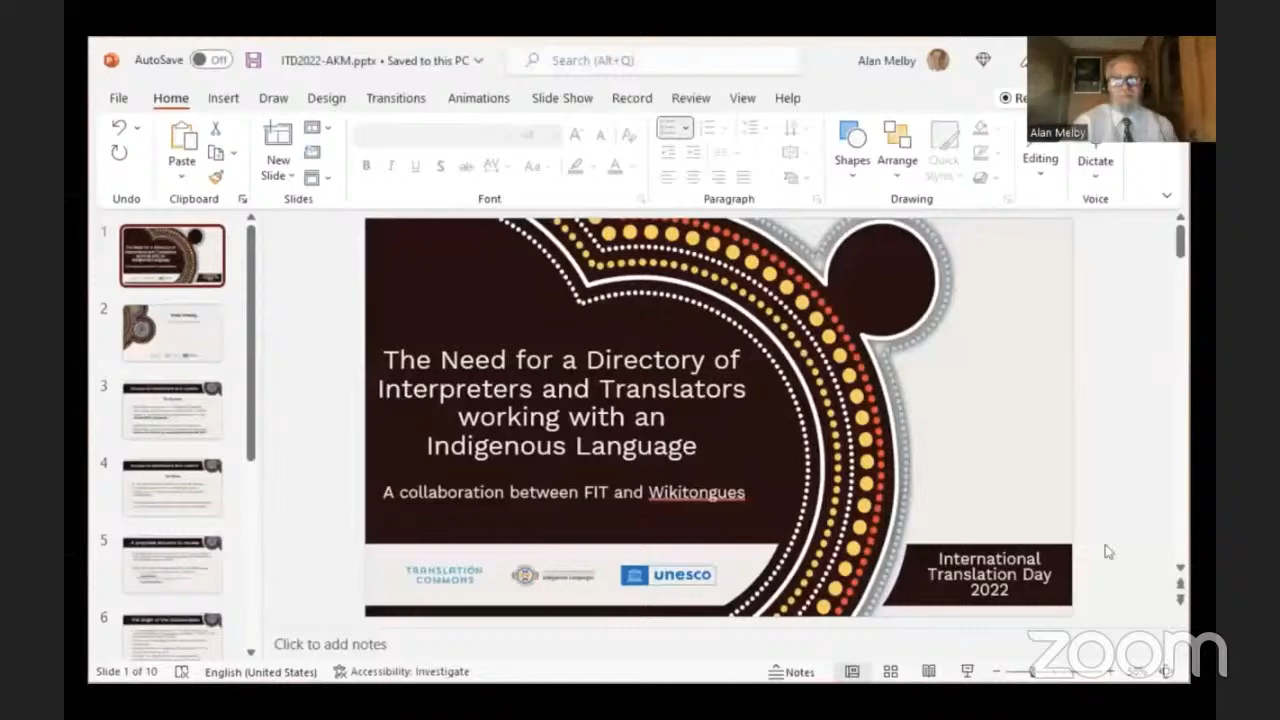 AutoSave Off ITD2022-AKM.pptx • Saved to this PC Search (Alt+Q) Alan Melby
File Home Insert Draw Design Transitions Animations Slide Show Record Review View Help
Alan Melby
Paste New Slide Shapes Arrange Quick Styles Editing Dictate
Undo Clipboard Slides Font Paragraph Drawing Voice
1
2
3
4
5
6
The Need for a Directory of
Interpreters and Translators
working with an
Indigenous Language
A collaboration between FIT and Wikitongues
TRANSLATION
COMMONS
unesco
International
Translation Day
2022
Click to add notes
Slide 1 of 10 English (United States) Accessibility: Investigate Notes
zoom